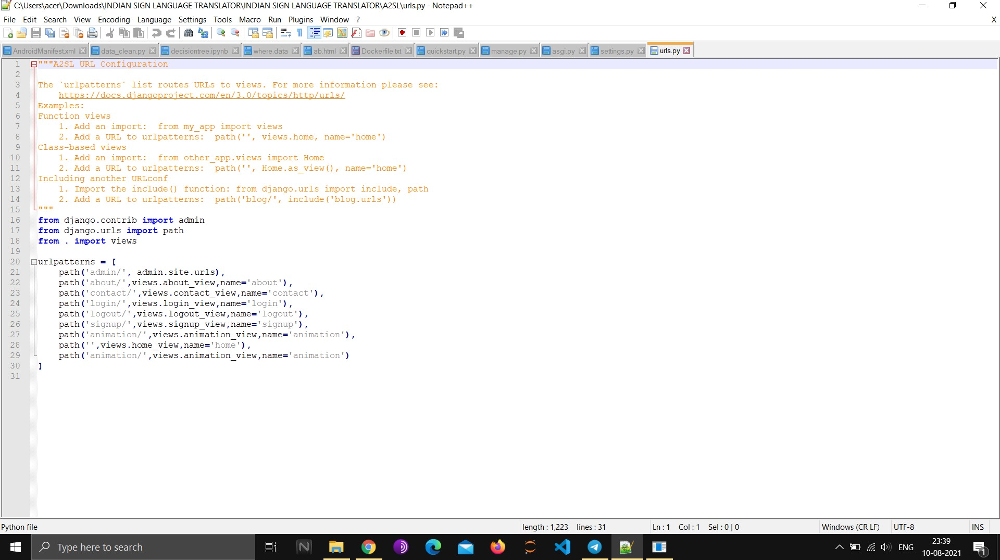 C:\Users\acer\Downloads\INDIAN SIGN LANGUAGE TRANSLATOR\INDIAN SIGN LANGUAGE TRANSLATOR\A2SL\urls.py - Notepad++
File Edit Search View Encoding Language Settings Tools Macro Run Plugins Window ? X
AndroidManifest.xml data_clean.py decisiontree.ipynb where.data ab.html Dockerfile.txt quickstart.py manage.py asgi.py settings.py urls.py
1 """A2SL URL Configuration
2
3 The `urlpatterns` list routes URLs to views. For more information please see:
4     https://docs.djangoproject.com/en/3.0/topics/http/urls/
5 Examples:
6 Function views
7     1. Add an import:  from my_app import views
8     2. Add a URL to urlpatterns:  path('', views.home, name='home')
9 Class-based views
10     1. Add an import:  from other_app.views import Home
11     2. Add a URL to urlpatterns:  path('', Home.as_view(), name='home')
12 Including another URLconf
13     1. Import the include() function: from django.urls import include, path
14     2. Add a URL to urlpatterns:  path('blog/', include('blog.urls'))
15 """
16 from django.contrib import admin
17 from django.urls import path
18 from . import views
19
20 urlpatterns = [
21     path('admin/', admin.site.urls),
22     path('about/',views.about_view,name='about'),
23     path('contact/',views.contact_view,name='contact'),
24     path('login/',views.login_view,name='login'),
25     path('logout/',views.logout_view,name='logout'),
26     path('signup/',views.signup_view,name='signup'),
27     path('animation/',views.animation_view,name='animation'),
28     path('',views.home_view,name='home'),
29     path('animation/',views.animation_view,name='animation')
30 ]
31
Python file length : 1,223 lines : 31 Ln : 1 Col : 1 Sel : 0 | 0 Windows (CR LF) UTF-8 INS
Type here to search ENG 23:39
10-08-2021 1